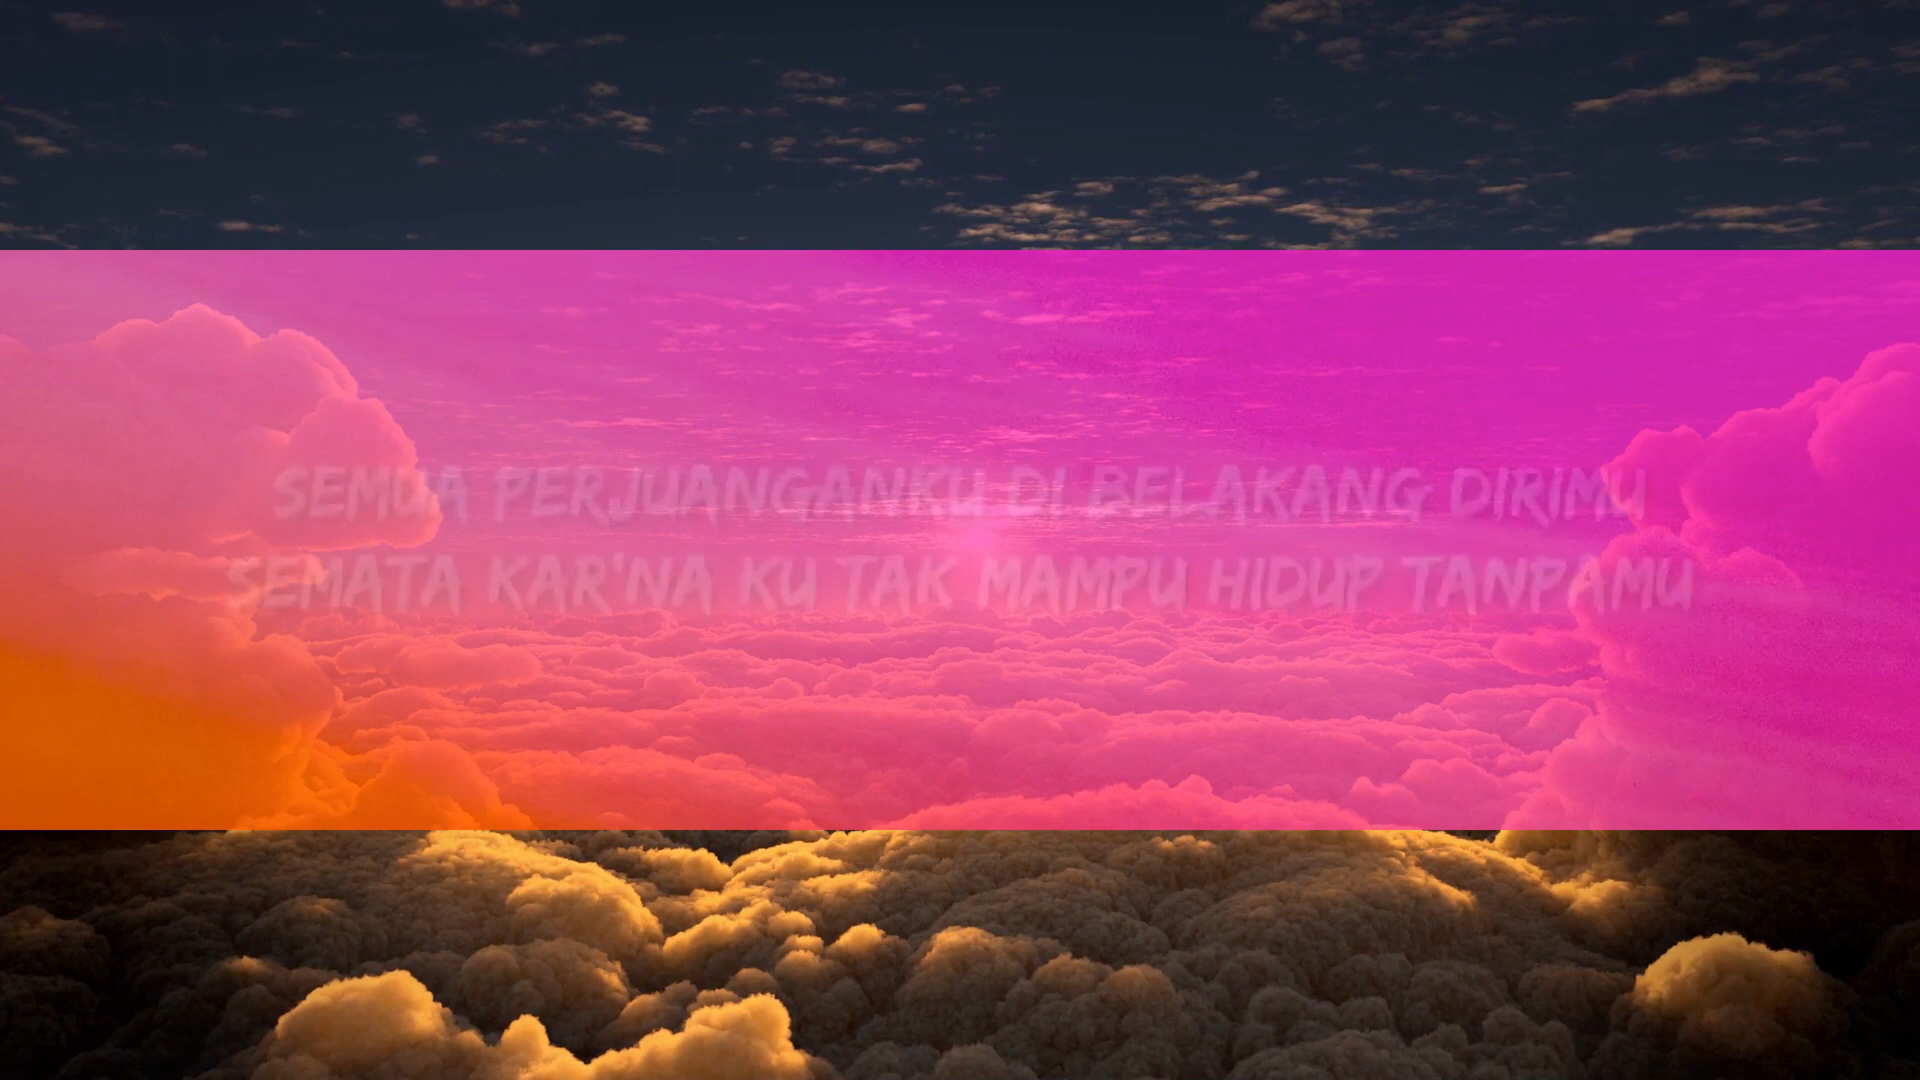 SEMUA PERJUANGANKU DI BELAKANG DIRIMU
SEMATA KAR'NA KU TAK MAMPU HIDUP TANPAMU